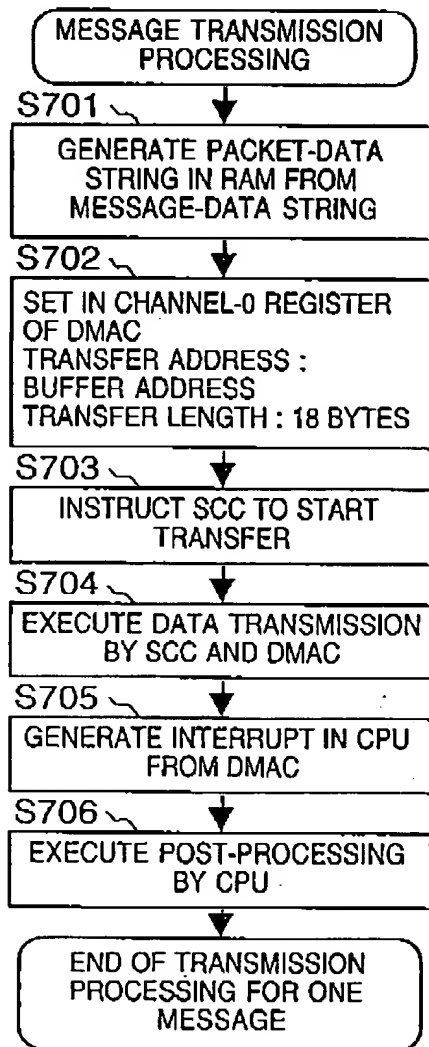 MESSAGE TRANSMISSION
PROCESSING
S701
GENERATE PACKET-DATA
STRING IN RAM FROM
MESSAGE-DATA STRING
S702
SET IN CHANNEL-0 REGISTER
OF DMAC
TRANSFER ADDRESS :
BUFFER ADDRESS
TRANSFER LENGTH : 18 BYTES
S703
INSTRUCT SCC TO START
TRANSFER
S704
EXECUTE DATA TRANSMISSION
BY SCC AND DMAC
S705
GENERATE INTERRUPT IN CPU
FROM DMAC
S706
EXECUTE POST-PROCESSING
BY CPU
END OF TRANSMISSION
PROCESSING FOR ONE
MESSAGE